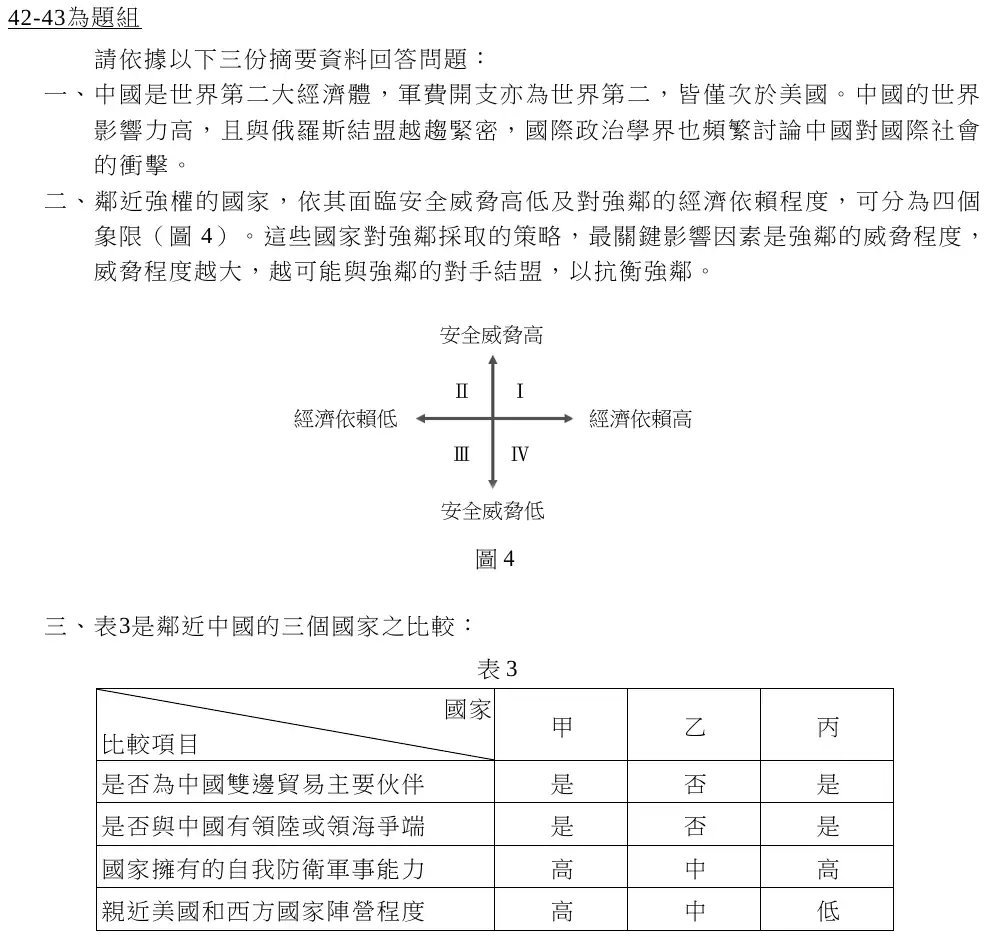 42-43為題組
請依據以下三份摘要資料回答問題：
一、中國是世界第二大經濟體，軍費開支亦為世界第二，皆僅次於美國。中國的世界
影響力高，且與俄羅斯結盟越趨緊密，國際政治學界也頻繁討論中國對國際社會
的衝擊。
二、鄰近強權的國家，依其面臨安全威脅高低及對強鄰的經濟依賴程度，可分為四個
象限（圖 4）。這些國家對強鄰採取的策略，最關鍵影響因素是強鄰的威脅程度，
威脅程度越大，越可能與強鄰的對手結盟，以抗衡強鄰。
安全威脅高
Ⅱ Ⅰ
經濟依賴低 經濟依賴高
Ⅲ Ⅳ
安全威脅低
圖 4
三、表3是鄰近中國的三個國家之比較：
表 3
國家
比較項目 甲 乙 丙
是否為中國雙邊貿易主要伙伴 是 否 是
是否與中國有領陸或領海爭端 是 否 是
國家擁有的自我防衛軍事能力 高 中 高
親近美國和西方國家陣營程度 高 中 低